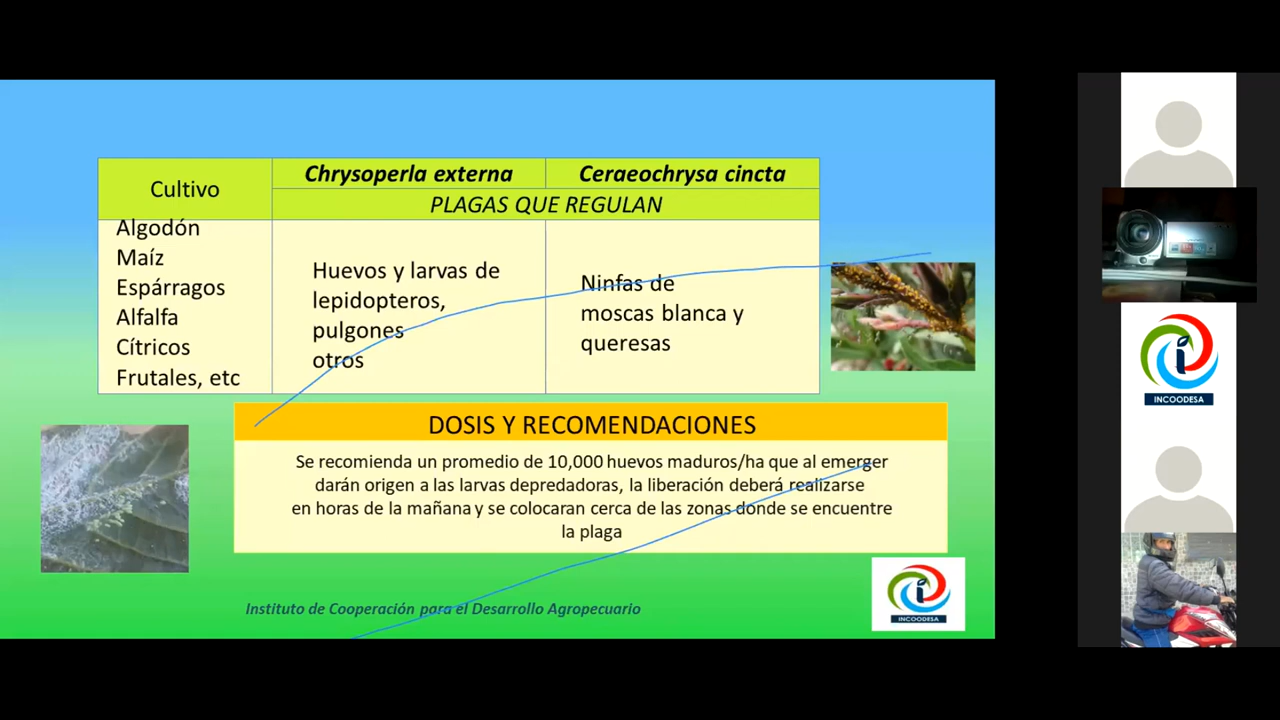 Cultivo
Chrysoperla externa
Ceraeochrysa cincta
PLAGAS QUE REGULAN
Algodón
Maíz
Espárragos
Alfalfa
Cítricos
Frutales, etc
Huevos y larvas de
lepidopteros,
pulgones
otros
Ninfas de
moscas blanca y
queresas
DOSIS Y RECOMENDACIONES
Se recomienda un promedio de 10,000 huevos maduros/ha que al emerger
darán origen a las larvas depredadoras, la liberación deberá realizarse
en horas de la mañana y se colocaran cerca de las zonas donde se encuentre
la plaga
Instituto de Cooperación para el Desarrollo Agropecuario
INCOODESA
INCOODESA